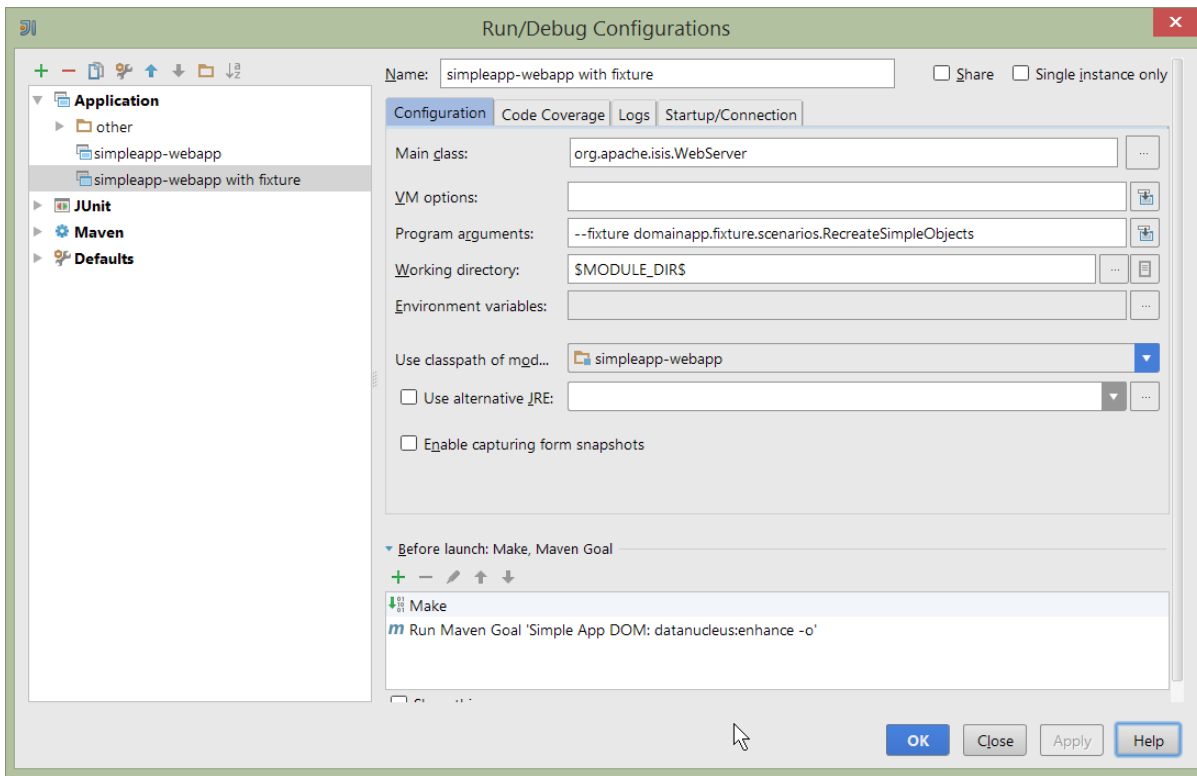 Run/Debug Configurations
Name: simpleapp-webapp with fixture Share Single instance only
Application
other
simpleapp-webapp
simpleapp-webapp with fixture
JUnit
Maven
Defaults
Configuration Code Coverage Logs Startup/Connection
Main class: org.apache.isis.WebServer
VM options:
Program arguments: --fixture domainapp.fixture.scenarios.RecreateSimpleObjects
Working directory: $MODULE_DIR$
Environment variables:
Use classpath of mod... simpleapp-webapp
Use alternative JRE:
Enable capturing form snapshots
Before launch: Make, Maven Goal
Make
Run Maven Goal 'Simple App DOM: datanucleus:enhance -o'
OK Close Apply Help